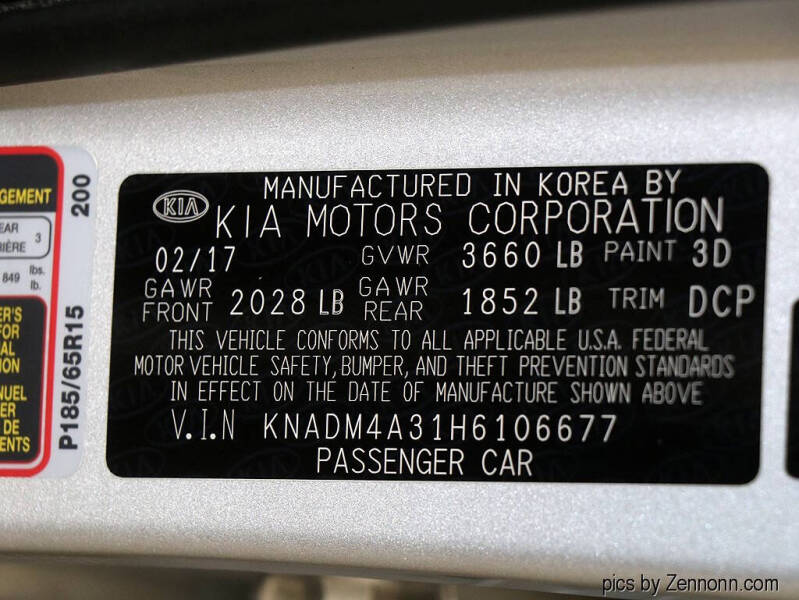 GEMENT
EAR
IÈRE 3
849 lbs.
lb.
ER'S
FOR
AL
ION
NUEL
ER
DE
ENTS
200
P185/65R15
MANUFACTURED IN KOREA BY
KIA KIA MOTORS CORPORATION
02/17 GVWR 3660 LB PAINT 3D
GAWR FRONT 2028 LB GAWR REAR 1852 LB TRIM DCP
THIS VEHICLE CONFORMS TO ALL APPLICABLE U.S.A. FEDERAL
MOTOR VEHICLE SAFETY, BUMPER, AND THEFT PREVENTION STANDARDS
IN EFFECT ON THE DATE OF MANUFACTURE SHOWN ABOVE
V.I.N KNADM4A31H6106677
PASSENGER CAR
pics by Zennonn.com